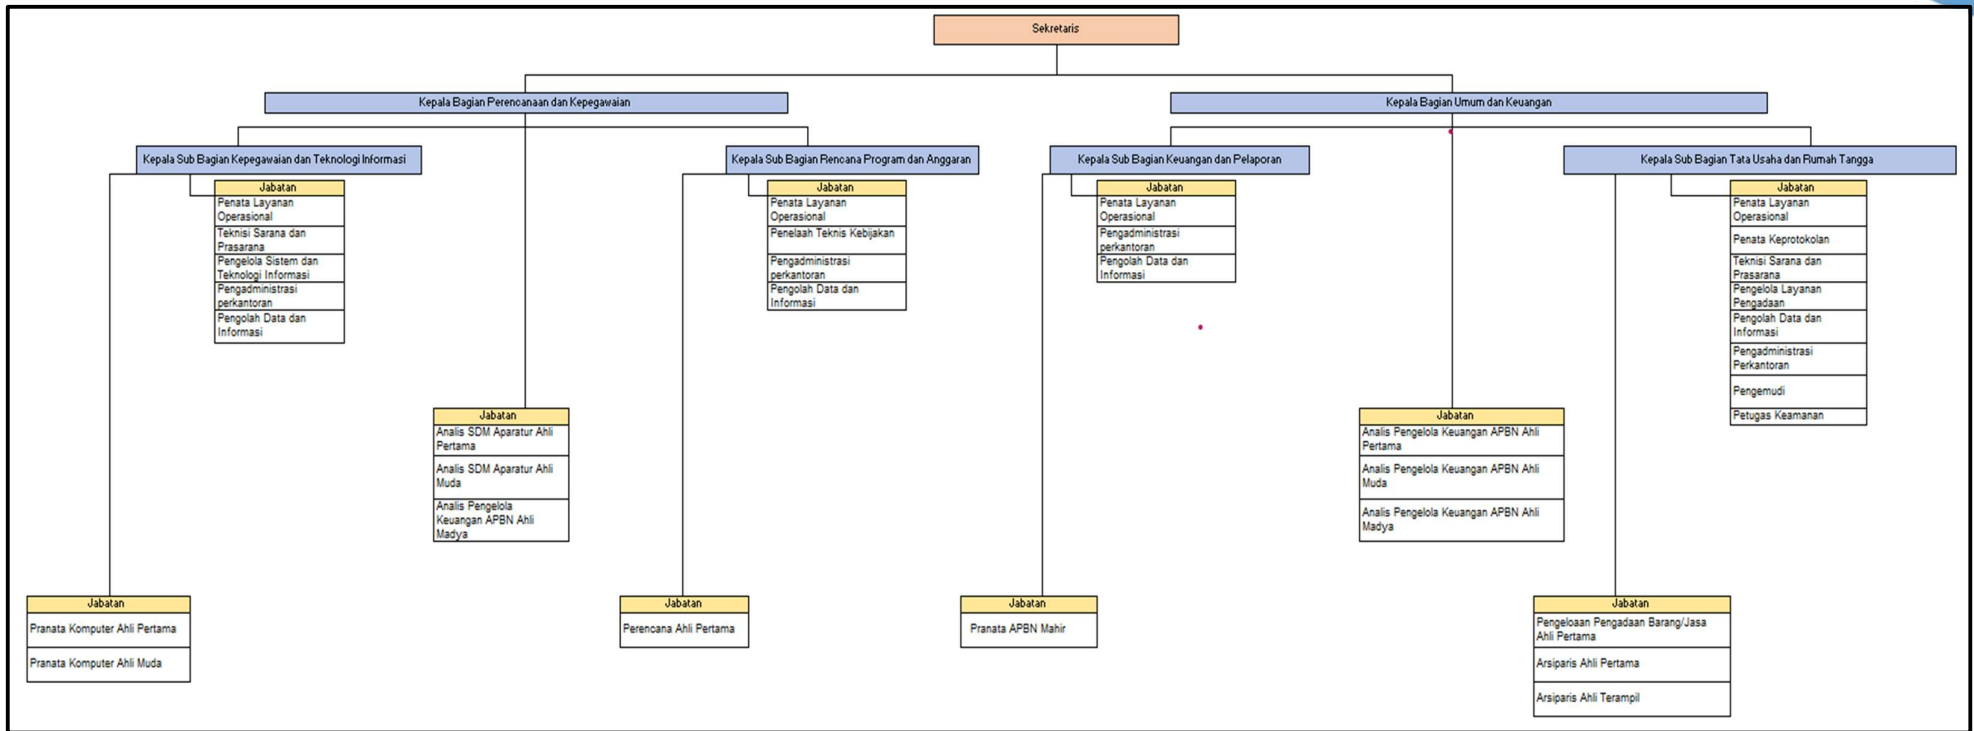 Sekretaris
Kepala Bagian Perencanaan dan Kepegawaian
Kepala Bagian Umum dan Keuangan
Kepala Sub Bagian Kepegawaian dan Teknologi Informasi
Kepala Sub Bagian Rencana Program dan Anggaran
Kepala Sub Bagian Keuangan dan Pelaporan
Kepala Sub Bagian Tata Usaha dan Rumah Tangga
Jabatan
Penata Layanan
Operasional
Teknisi Sarana dan
Prasarana
Pengelola Sistem dan
Teknologi Informasi
Pengadministrasi
perkantoran
Pengolah Data dan
Informasi
Jabatan
Penata Layanan
Operasional
Penelaah Teknis Kebijakan
Pengadministrasi
perkantoran
Pengolah Data dan
Informasi
Jabatan
Penata Layanan
Operasional
Pengadministrasi
perkantoran
Pengolah Data dan
Informasi
Jabatan
Penata Layanan
Operasional
Penata Keprotokolan
Teknisi Sarana dan
Prasarana
Pengelola Layanan
Pengadaan
Pengolah Data dan
Informasi
Pengadministrasi
Perkantoran
Pengemudi
Petugas Keamanan
Jabatan
Analis SDM Aparatur Ahli
Pertama
Analis SDM Aparatur Ahli
Muda
Analis Pengelola
Keuangan APBN Ahli
Madya
Jabatan
Analis Pengelola Keuangan APBN Ahli
Pertama
Analis Pengelola Keuangan APBN Ahli
Muda
Analis Pengelola Keuangan APBN Ahli
Madya
Jabatan
Pranata Komputer Ahli Pertama
Pranata Komputer Ahli Muda
Jabatan
Perencana Ahli Pertama
Jabatan
Pranata APBN Mahir
Jabatan
Pengeloaan Pengadaan Barang/Jasa
Ahli Pertama
Arsiparis Ahli Pertama
Arsiparis Ahli Terampil